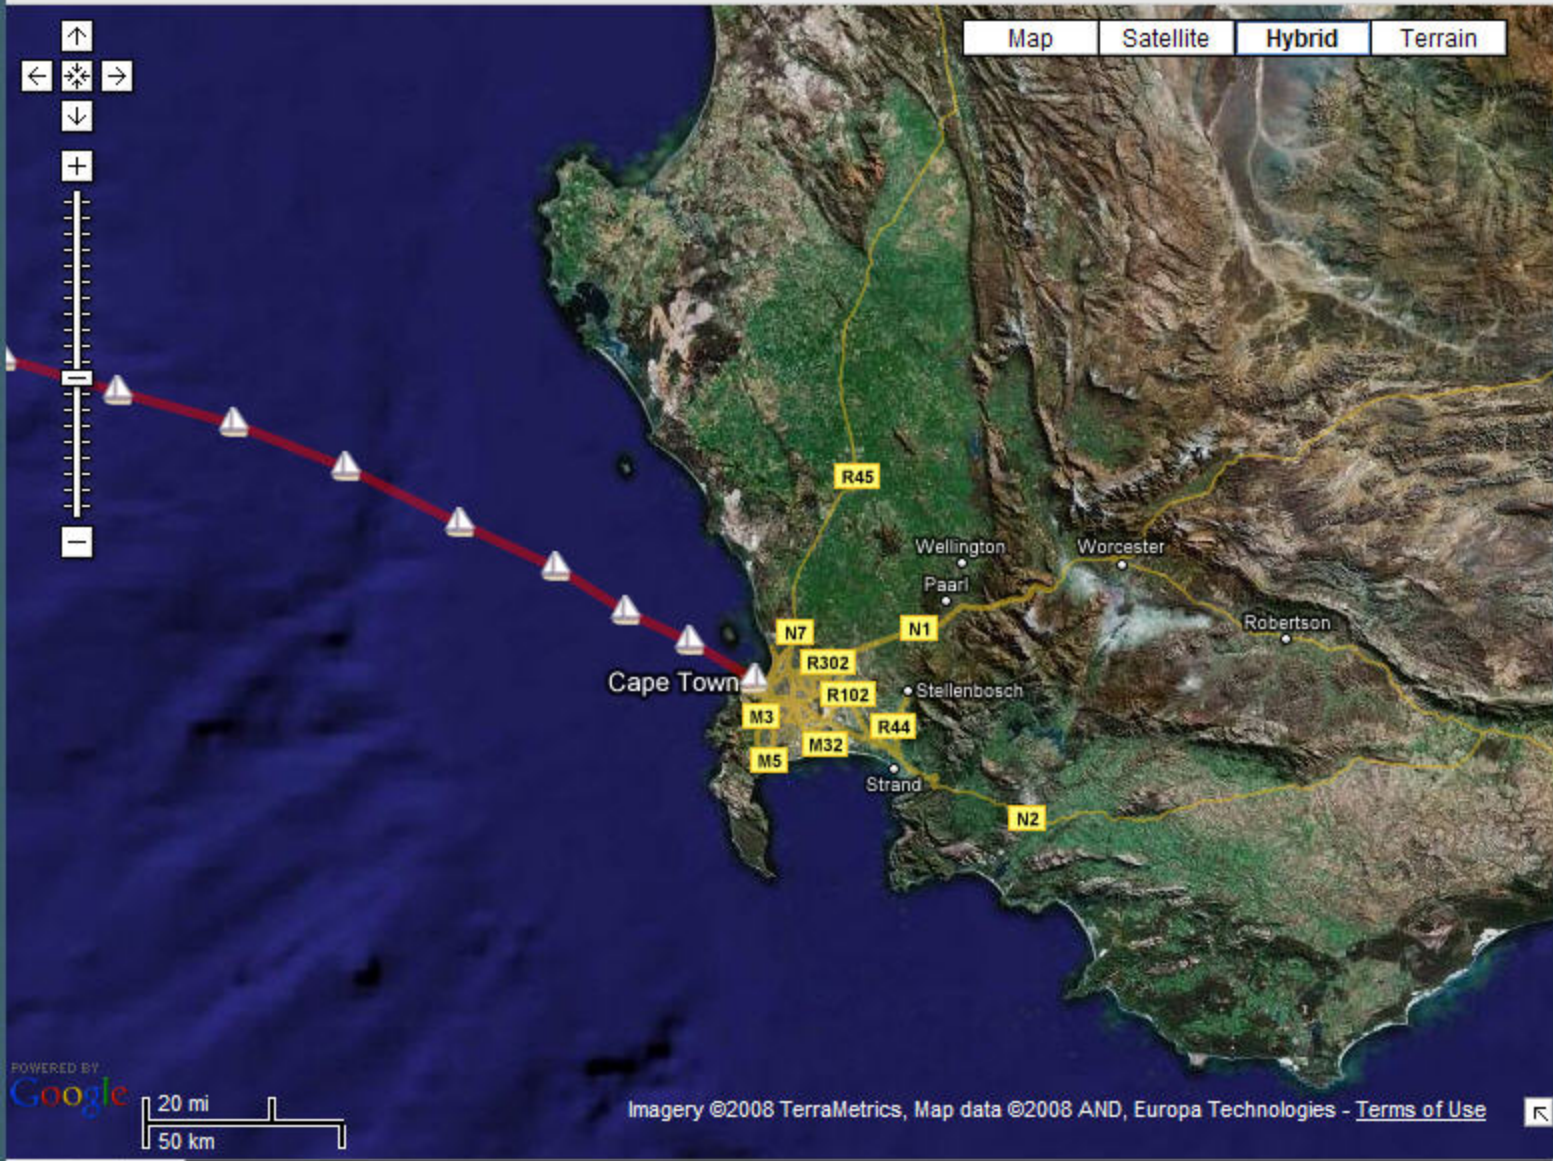 Map Satellite Hybrid Terrain
R45
Wellington
Worcester
Paarl
N7
N1
Robertson
R302
Cape Town
R102
Stellenbosch
M3
R44
M32
M5
Strand
N2
POWERED BY
Google
20 mi
50 km
Imagery ©2008 TerraMetrics, Map data ©2008 AND, Europa Technologies - Terms of Use